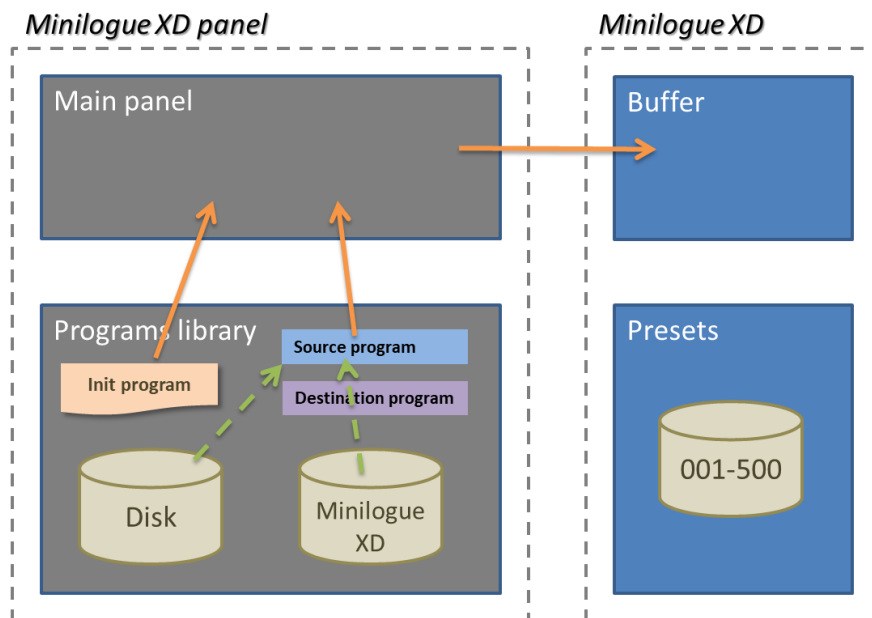 Minilogue XD panel
Minilogue XD
Main panel
Buffer
Programs library
Source program
Init program
Destination program
Disk
Minilogue
XD
Presets
001-500